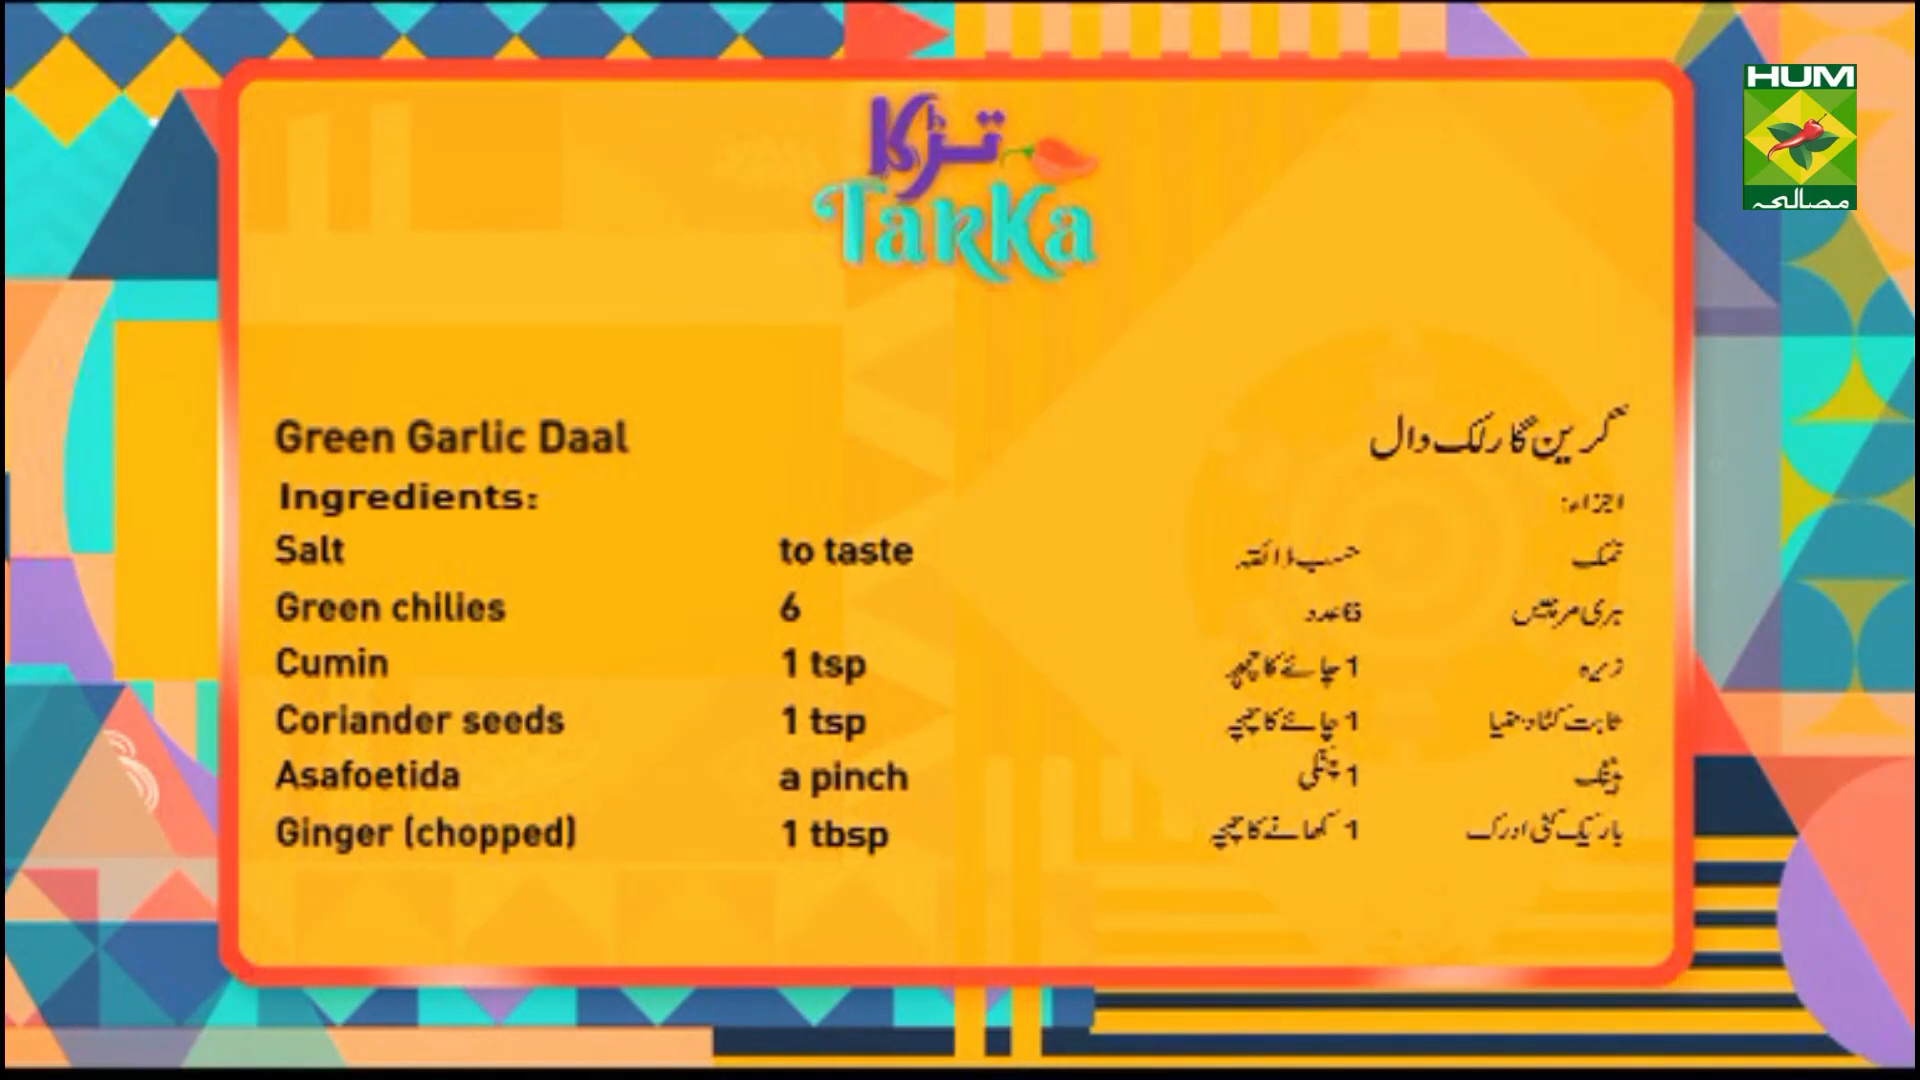 HUM
مصالحہ
تڑکا
Tarka
Green Garlic Daal گرین گارلک دال
Ingredients: اجزاء:
Salt to taste نمک حسب ذائقہ
Green chilies 6 ہری مرچیں 6 عدد
Cumin 1 tsp زیرہ 1 چائے کا چمچہ
Coriander seeds 1 tsp ثابت کٹا دھنیا 1 چائے کا چمچہ
Asafoetida a pinch ہینگ 1 چٹکی
Ginger (chopped) 1 tbsp باریک کٹی ادرک 1 کھانے کا چمچہ